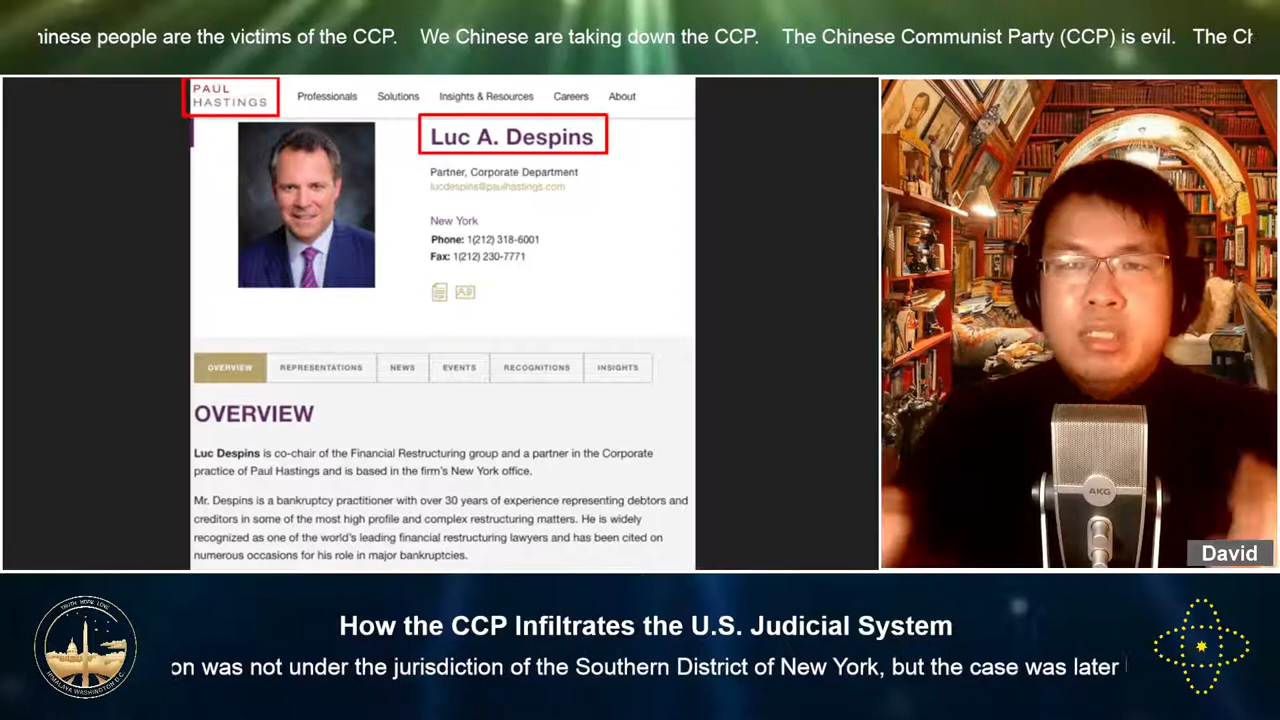 hinese people are the victims of the CCP. We Chinese are taking down the CCP. The Chinese Communist Party (CCP) is evil. The Ch
PAUL
HASTINGS
Professionals Solutions Insights & Resources Careers About
Luc A. Despins
Partner, Corporate Department
lucdespins@paulhastings.com
New York
Phone: 1(212) 318-6001
Fax: 1(212) 230-7771
OVERVIEW REPRESENTATIONS NEWS EVENTS RECOGNITIONS INSIGHTS
OVERVIEW
Luc Despins is co-chair of the Financial Restructuring group and a partner in the Corporate
practice of Paul Hastings and is based in the firm's New York office.
Mr. Despins is a bankruptcy practitioner with over 30 years of experience representing debtors and
creditors in some of the most high profile and complex restructuring matters. He is widely
recognized as one of the world's leading financial restructuring lawyers and has been cited on
numerous occasions for his role in major bankruptcies.
AKG
David
TRUTH HOPE LOVE
HIMALAYA WASHINGTON D.C.
How the CCP Infiltrates the U.S. Judicial System
on was not under the jurisdiction of the Southern District of New York, but the case was later